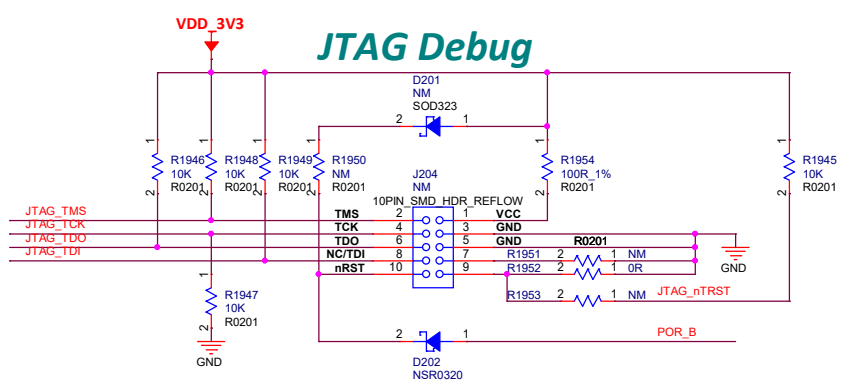 VDD_3V3
JTAG Debug
D201
NM
SOD323
2 1
1 1 1 1 1 1
R1946 R1948 R1949 R1950 R1954 R1945
10K 10K 10K NM 100R_1% 10K
R0201 R0201 R0201 R0201 R0201 R0201
2 2 2 2 2 2
J204
NM
10PIN_SMD_HDR_REFLOW
JTAG_TMS TMS 2 1 VCC
JTAG_TCK TCK 4 3 GND
JTAG_TDO TDO 6 5 GND R0201
JTAG_TDI NC/TDI 8 7 R1951 2 1 NM
nRST 10 9 R1952 2 1 0R
GND
R1953 2 1 NM JTAG_nTRST
1
R1947
10K
R0201
2
GND
2 1 POR_B
D202
NSR0320